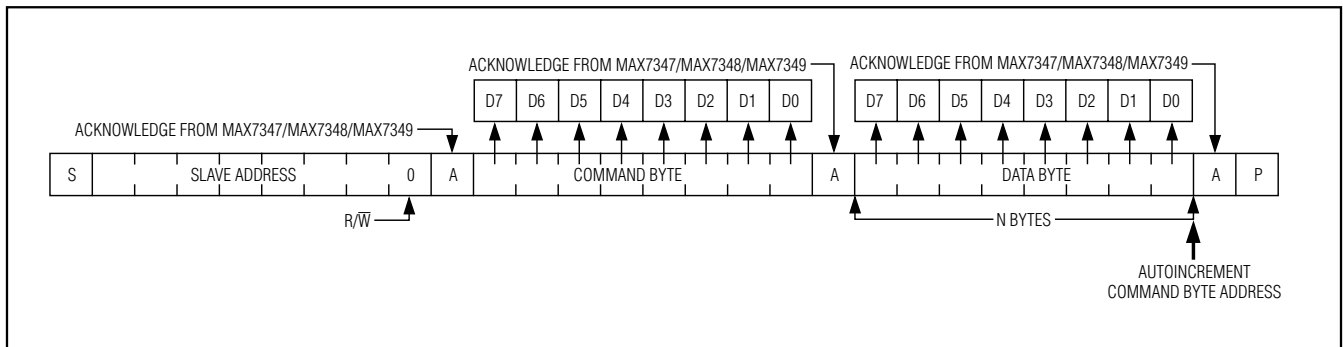 ACKNOWLEDGE FROM MAX7347/MAX7348/MAX7349 ACKNOWLEDGE FROM MAX7347/MAX7348/MAX7349
D7 D6 D5 D4 D3 D2 D1 D0 D7 D6 D5 D4 D3 D2 D1 D0
ACKNOWLEDGE FROM MAX7347/MAX7348/MAX7349
S SLAVE ADDRESS 0 A COMMAND BYTE A DATA BYTE A P
R/W̅ N BYTES
AUTOINCREMENT
COMMAND BYTE ADDRESS